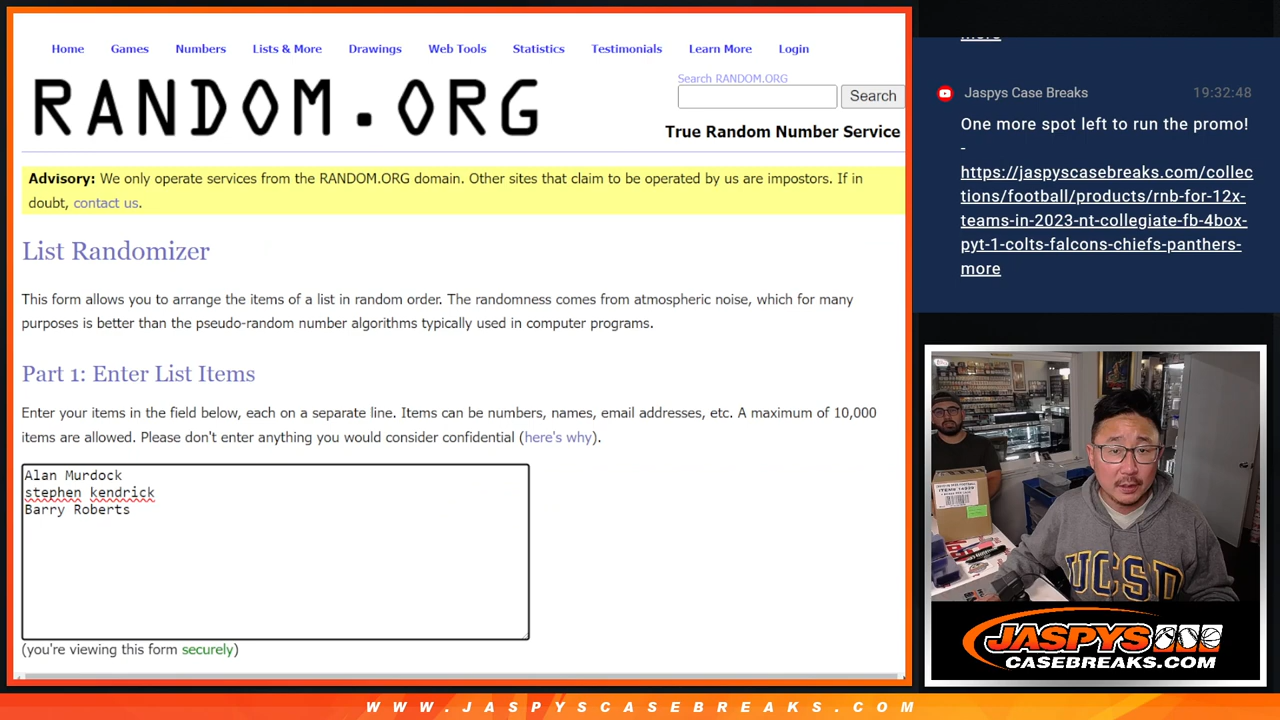 Home Games Numbers Lists & More Drawings Web Tools Statistics Testimonials Learn More Login
RANDOM.ORG
Search RANDOM.ORG
Search
True Random Number Service
Advisory: We only operate services from the RANDOM.ORG domain. Other sites that claim to be operated by us are impostors. If in
doubt, contact us.
List Randomizer
This form allows you to arrange the items of a list in random order. The randomness comes from atmospheric noise, which for many
purposes is better than the pseudo-random number algorithms typically used in computer programs.
Part 1: Enter List Items
Enter your items in the field below, each on a separate line. Items can be numbers, names, email addresses, etc. A maximum of 10,000
items are allowed. Please don't enter anything you would consider confidential (here's why).
Alan Murdock
stephen kendrick
Barry Roberts
(you're viewing this form securely)
more
Jaspys Case Breaks 19:32:48
One more spot left to run the promo!
-
https://jaspyscasebreaks.com/collec
tions/football/products/rnb-for-12x-
teams-in-2023-nt-collegiate-fb-4box-
pyt-1-colts-falcons-chiefs-panthers-
more
UCSD
JASPYS
CASEBREAKS.COM
WWW.JASPYSCASEBREAKS.COM